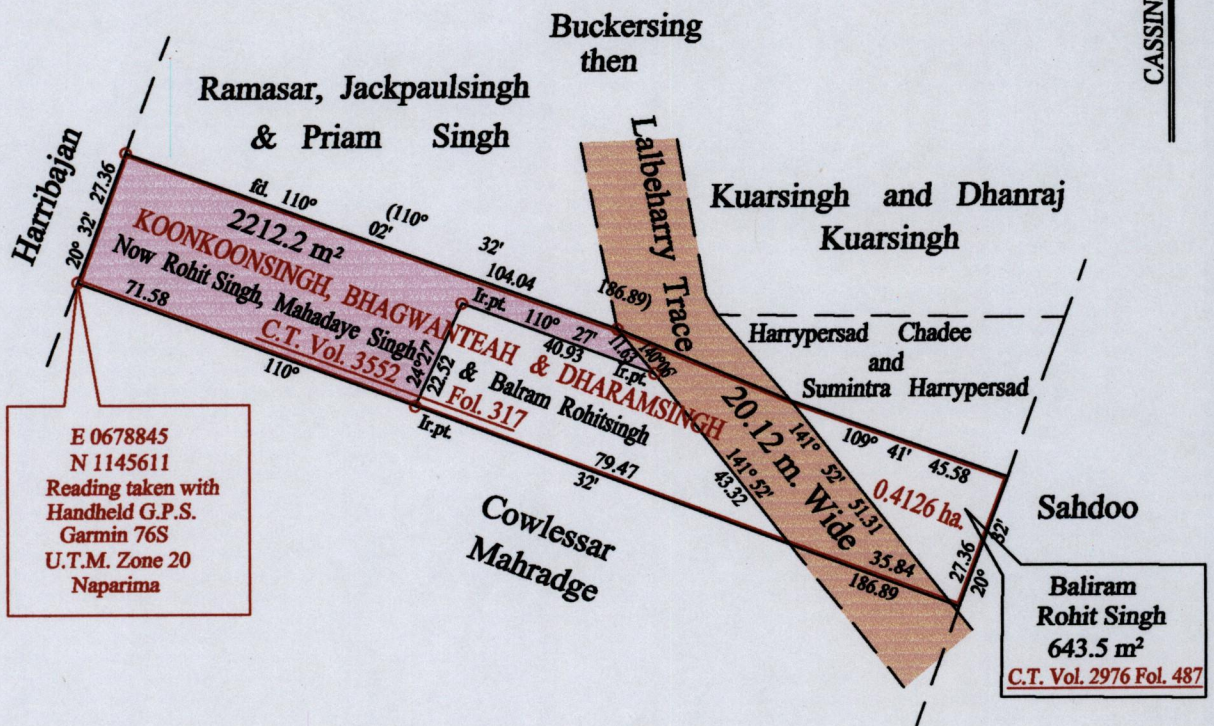 CASSIN
Buckersing
then
Ramasar, Jackpaulsingh
& Priam Singh
Harribajan
Lalbeharry Trace
Kuarsingh and Dhanraj
Kuarsingh
20° 32' 27.36
fd. 110° 02' 104.04
(110° 32' 186.89)
2212.2 m²
KOONKOONSINGH, BHAGWANTEAH & DHARAMSINGH
Now Rohit Singh, Mahadaye Singh
& Balram Rohitsingh
C.T. Vol. 3552
Fol. 317
71.58
24° 27'
22.52
Ir.pt. 110° 27'
40.93
Ir.pt.
11.63
140°06
Harrypersad Chadee
and
Sumintra Harrypersad
20.12 m. Wide
141° 52' 51.31
141° 52'
43.32
109° 41' 45.58
0.4126 ha.
Sahdoo
27.36
20° 32'
35.84
110° 32' 186.89
Ir.pt.
79.47
Cowlessar
Mahradge
E 0678845
N 1145611
Reading taken with
Handheld G.P.S.
Garmin 76S
U.T.M. Zone 20
Naparima
Baliram
Rohit Singh
643.5 m²
C.T. Vol. 2976 Fol. 487